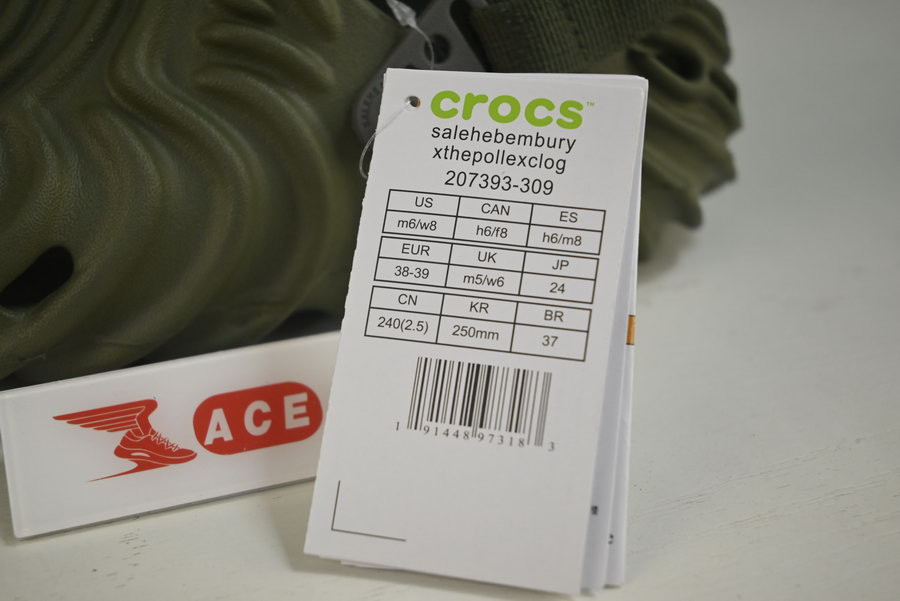 crocs™
salehebembury
xthepollexclog
207393-309
US CAN ES
m6/w8 h6/f8 h6/m8
EUR UK JP
38-39 m5/w6 24
CN KR BR
240(2.5) 250mm 37
1 91448 97318 3
ACE